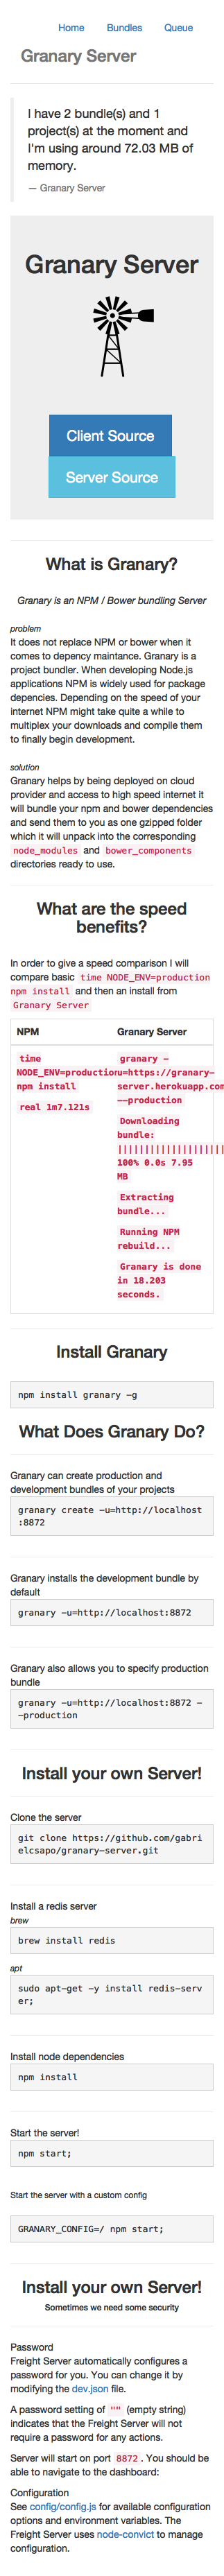 Home Bundles Queue
Granary Server
I have 2 bundle(s) and 1
project(s) at the moment and
I'm using around 72.03 MB of
memory.
— Granary Server
Granary Server
Client Source
Server Source
What is Granary?
Granary is an NPM / Bower bundling Server
problem
It does not replace NPM or bower when it
comes to depency maintance. Granary is a
project bundler. When developing Node.js
applications NPM is widely used for package
depencies. Depending on the speed of your
internet NPM might take quite a while to
multiplex your downloads and compile them
to finally begin development.
solution
Granary helps by being deployed on cloud
provider and access to high speed internet it
will bundle your npm and bower dependencies
and send them to you as one gzipped folder
which it will unpack into the corresponding
node_modules and bower_components
directories ready to use.
What are the speed
benefits?
In order to give a speed comparison I will
compare basic time NODE_ENV=production
npm install and then an install from
Granary Server
NPM Granary Server
time
NODE_ENV=production
npm install
real 1m7.121s
granary -
u=https://granary-
server.herokuapp.com
--production
Downloading
bundle:
||||||||||||||||||||
100% 0.0s 7.95
MB
Extracting
bundle...
Running NPM
rebuild...
Granary is done
in 18.203
seconds.
Install Granary
npm install granary -g
What Does Granary Do?
Granary can create production and
development bundles of your projects
granary create -u=http://localhost
:8872
Granary installs the development bundle by
default
granary -u=http://localhost:8872
Granary also allows you to specify production
bundle
granary -u=http://localhost:8872 -
-production
Install your own Server!
Clone the server
git clone https://github.com/gabri
elcsapo/granary-server.git
Install a redis server
brew
brew install redis
apt
sudo apt-get -y install redis-serv
er;
Install node dependencies
npm install
Start the server!
npm start;
Start the server with a custom config
GRANARY_CONFIG=/ npm start;
Install your own Server!
Sometimes we need some security
Password
Freight Server automatically configures a
password for you. You can change it by
modifying the dev.json file.
A password setting of "" (empty string)
indicates that the Freight Server will not
require a password for any actions.
Server will start on port 8872 . You should be
able to navigate to the dashboard:
Configuration
See config/config.js for available configuration
options and environment variables. The
Freight Server uses node-convict to manage
configuration.